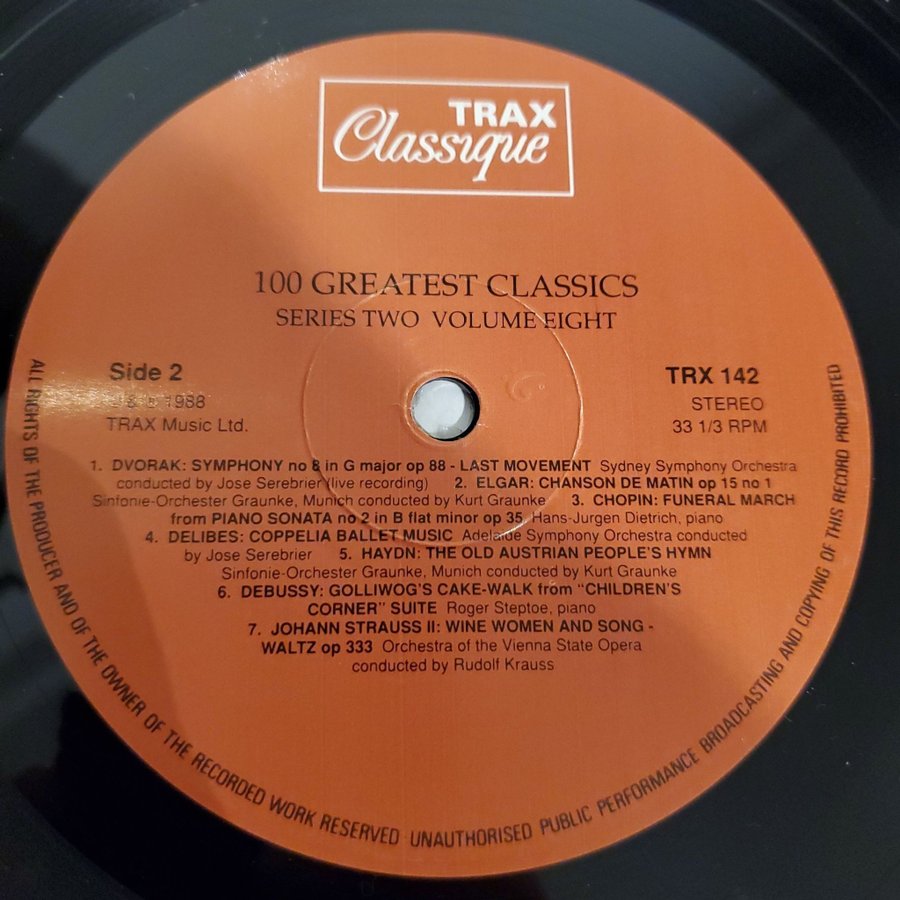 TRAX
Classique
100 GREATEST CLASSICS
SERIES TWO VOLUME EIGHT
Side 2
1988
TRAX Music Ltd.
TRX 142
STEREO
33 1/3 RPM
1. DVORAK: SYMPHONY no 8 in G major op 88 - LAST MOVEMENT Sydney Symphony Orchestra
conducted by Jose Serebrier (live recording) 2. ELGAR: CHANSON DE MATIN op 15 no 1
Sinfonie-Orchester Graunke, Munich conducted by Kurt Graunke 3. CHOPIN: FUNERAL MARCH
from PIANO SONATA no 2 in B flat minor op 35 Hans-Jurgen Dietrich, piano
4. DELIBES: COPPELIA BALLET MUSIC Adelaide Symphony Orchestra conducted
by Jose Serebrier 5. HAYDN: THE OLD AUSTRIAN PEOPLE'S HYMN
Sinfonie-Orchester Graunke, Munich conducted by Kurt Graunke
6. DEBUSSY: GOLLIWOG'S CAKE-WALK from "CHILDREN'S
CORNER" SUITE Roger Steptoe, piano
7. JOHANN STRAUSS II: WINE WOMEN AND SONG -
WALTZ op 333 Orchestra of the Vienna State Opera
conducted by Rudolf Krauss
ALL RIGHTS OF THE PRODUCER AND OF THE OWNER OF THE RECORDED WORK RESERVED UNAUTHORISED PUBLIC PERFORMANCE BROADCASTING AND COPYING OF THIS RECORD PROHIBITED